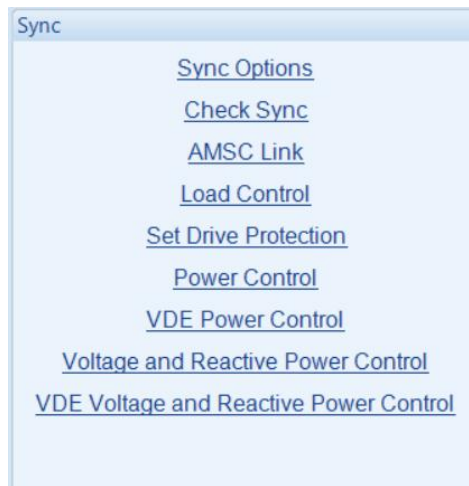 Sync
Sync Options
Check Sync
AMSC Link
Load Control
Set Drive Protection
Power Control
VDE Power Control
Voltage and Reactive Power Control
VDE Voltage and Reactive Power Control